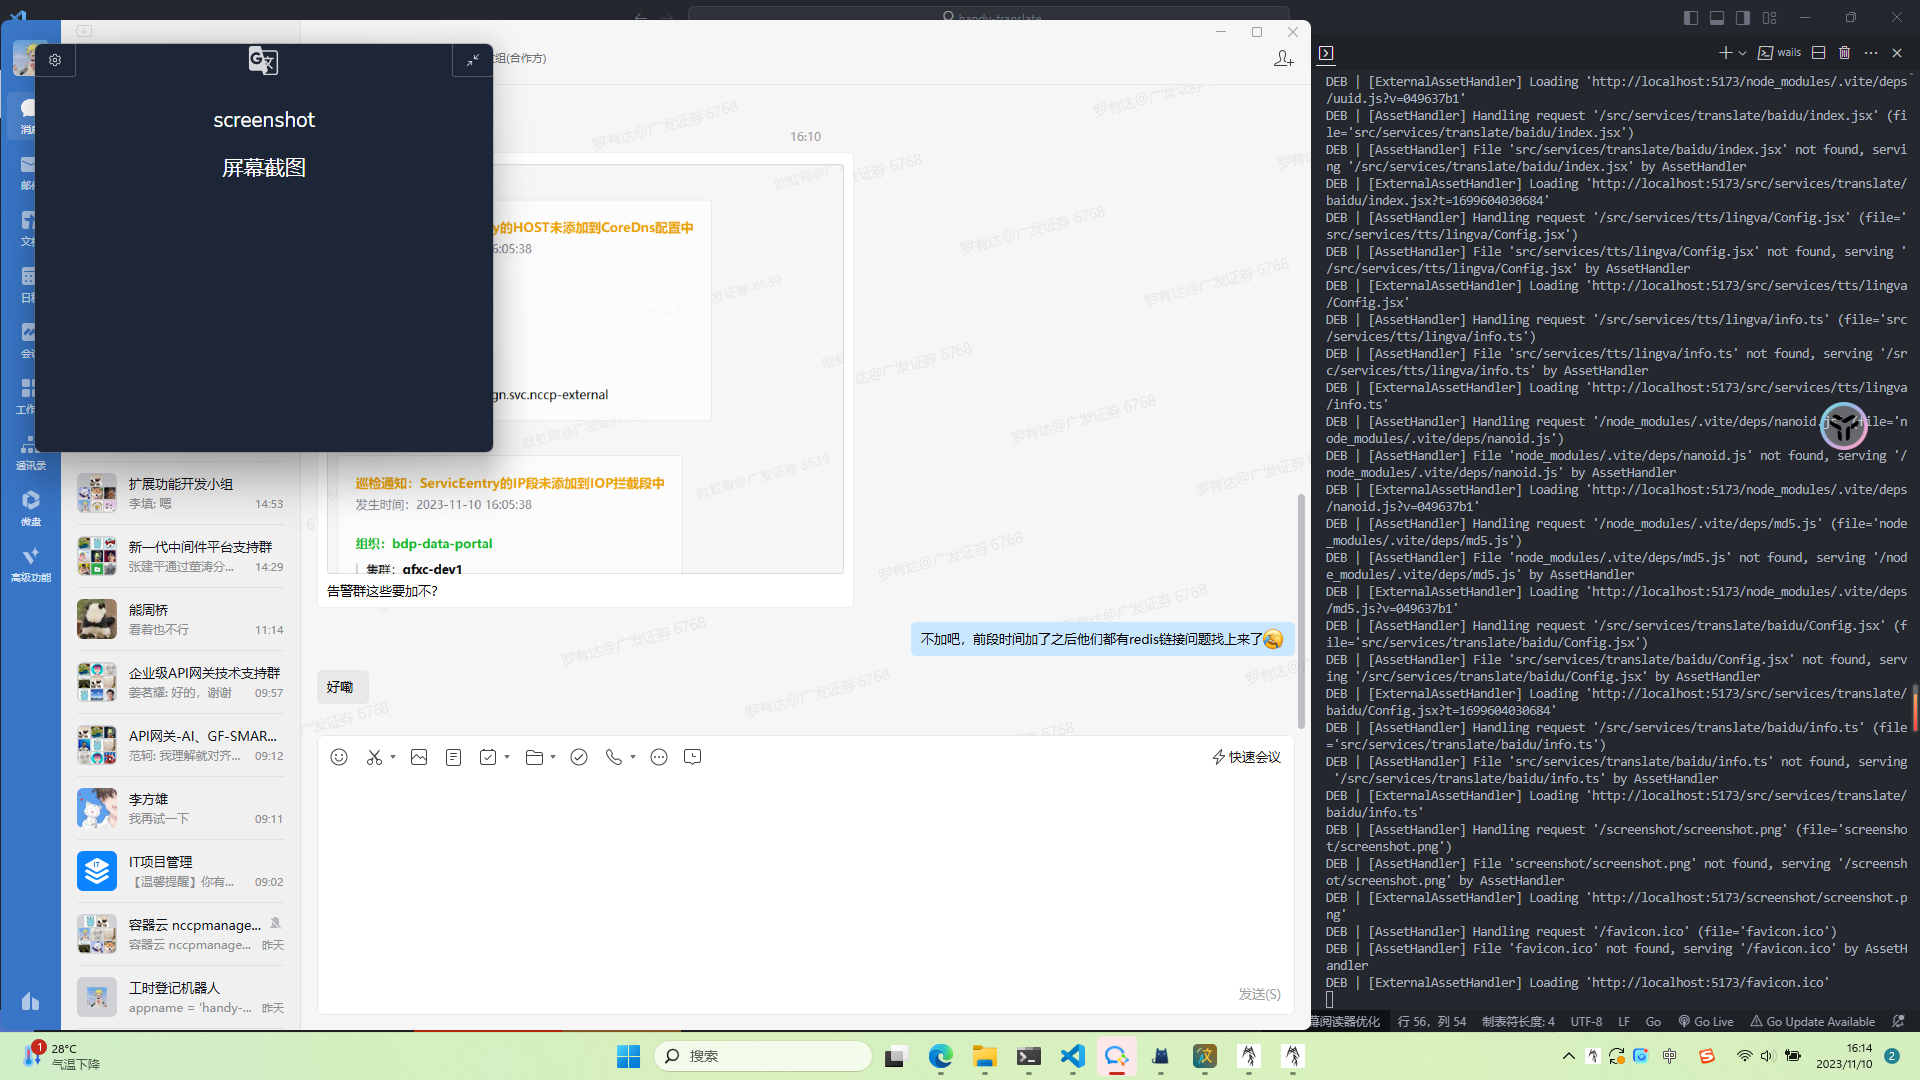 handy-translate
组(合作方)
screenshot
屏幕截图
16:10
y的HOST未添加到CoreDns配置中
6:05:38
gn.svc.nccp-external
巡检通知：ServicEentry的IP段未添加到IOP拦截段中
发生时间：2023-11-10 16:05:38
组织：bdp-data-portal
集群：gfxc-dev1
告警群这些要加不?
不加吧，前段时间加了之后他们都有redis链接问题找上来了
好嘞
快速会议
发送(S)
通讯录
微盘
高级功能
扩展功能开发小组
李填: 嗯
14:53
新一代中间件平台支持群
张建平通过董涛分...
14:29
熊周桥
看着也不行
11:14
企业级API网关技术支持群
姜茗耀: 好的，谢谢
09:57
API网关-AI、GF-SMAR...
范轲: 我理解就对齐...
09:12
李方雄
我再试一下
09:11
IT项目管理
【温馨提醒】你有...
09:02
容器云 nccpmanage...
容器云 nccpmanage...
昨天
工时登记机器人
appname = 'handy-...
昨天
wails
DEB | [ExternalAssetHandler] Loading 'http://localhost:5173/node_modules/.vite/deps
/uuid.js?v=049637b1'
DEB | [AssetHandler] Handling request '/src/services/translate/baidu/index.jsx' (fi
le='src/services/translate/baidu/index.jsx')
DEB | [AssetHandler] File 'src/services/translate/baidu/index.jsx' not found, servi
ng '/src/services/translate/baidu/index.jsx' by AssetHandler
DEB | [ExternalAssetHandler] Loading 'http://localhost:5173/src/services/translate/
baidu/index.jsx?t=1699604030684'
DEB | [AssetHandler] Handling request '/src/services/tts/lingva/Config.jsx' (file='
src/services/tts/lingva/Config.jsx')
DEB | [AssetHandler] File 'src/services/tts/lingva/Config.jsx' not found, serving '
/src/services/tts/lingva/Config.jsx' by AssetHandler
DEB | [ExternalAssetHandler] Loading 'http://localhost:5173/src/services/tts/lingva
/Config.jsx'
DEB | [AssetHandler] Handling request '/src/services/tts/lingva/info.ts' (file='src
/services/tts/lingva/info.ts')
DEB | [AssetHandler] File 'src/services/tts/lingva/info.ts' not found, serving '/sr
c/services/tts/lingva/info.ts' by AssetHandler
DEB | [ExternalAssetHandler] Loading 'http://localhost:5173/src/services/tts/lingva
/info.ts'
DEB | [AssetHandler] Handling request '/node_modules/.vite/deps/nanoid.js' (file='n
ode_modules/.vite/deps/nanoid.js')
DEB | [AssetHandler] File 'node_modules/.vite/deps/nanoid.js' not found, serving '/
node_modules/.vite/deps/nanoid.js' by AssetHandler
DEB | [ExternalAssetHandler] Loading 'http://localhost:5173/node_modules/.vite/deps
/nanoid.js?v=049637b1'
DEB | [AssetHandler] Handling request '/node_modules/.vite/deps/md5.js' (file='node
_modules/.vite/deps/md5.js')
DEB | [AssetHandler] File 'node_modules/.vite/deps/md5.js' not found, serving '/nod
e_modules/.vite/deps/md5.js' by AssetHandler
DEB | [ExternalAssetHandler] Loading 'http://localhost:5173/node_modules/.vite/deps
/md5.js?v=049637b1'
DEB | [AssetHandler] Handling request '/src/services/translate/baidu/Config.jsx' (f
ile='src/services/translate/baidu/Config.jsx')
DEB | [AssetHandler] File 'src/services/translate/baidu/Config.jsx' not found, serv
ing '/src/services/translate/baidu/Config.jsx' by AssetHandler
DEB | [ExternalAssetHandler] Loading 'http://localhost:5173/src/services/translate/
baidu/Config.jsx?t=1699604030684'
DEB | [AssetHandler] Handling request '/src/services/translate/baidu/info.ts' (file
='src/services/translate/baidu/info.ts')
DEB | [AssetHandler] File 'src/services/translate/baidu/info.ts' not found, serving
'/src/services/translate/baidu/info.ts' by AssetHandler
DEB | [ExternalAssetHandler] Loading 'http://localhost:5173/src/services/translate/
baidu/info.ts'
DEB | [AssetHandler] Handling request '/screenshot/screenshot.png' (file='screensho
t/screenshot.png')
DEB | [AssetHandler] File 'screenshot/screenshot.png' not found, serving '/screensh
ot/screenshot.png' by AssetHandler
DEB | [ExternalAssetHandler] Loading 'http://localhost:5173/screenshot/screenshot.p
ng'
DEB | [AssetHandler] Handling request '/favicon.ico' (file='favicon.ico')
DEB | [AssetHandler] File 'favicon.ico' not found, serving '/favicon.ico' by AssetH
andler
DEB | [ExternalAssetHandler] Loading 'http://localhost:5173/favicon.ico'
幕阅读器优化 行 56，列 54 制表符长度: 4 UTF-8 LF Go Go Live Go Update Available
1
28°C
气温下降
搜索
中
16:14
2023/11/10
2